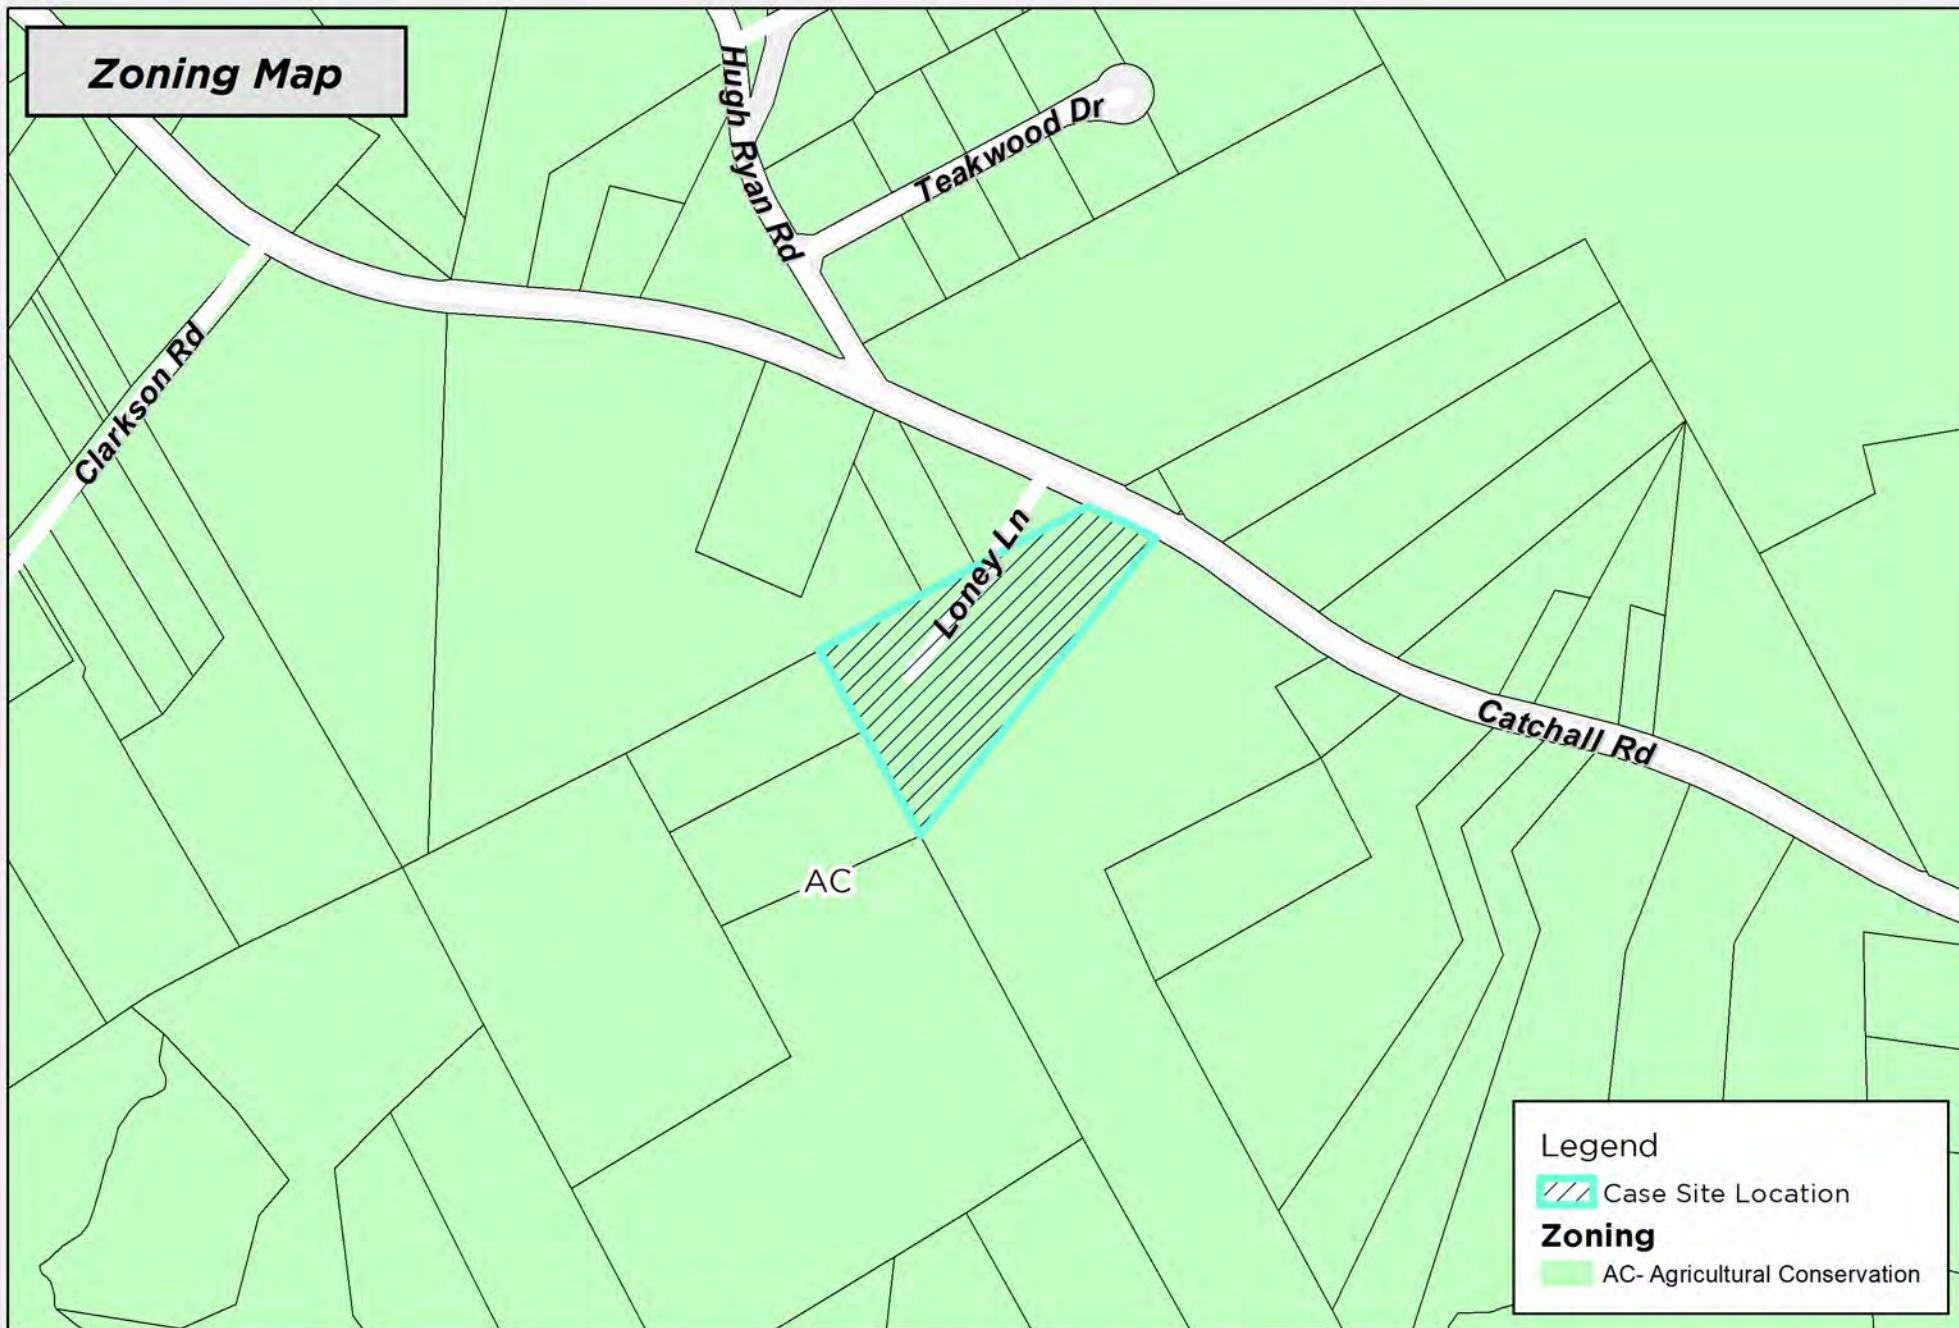 Zoning Map
Hugh Ryan Rd
Teakwood Dr
Clarkson Rd
Loney Ln
Catchall Rd
AC
Legend
Case Site Location
Zoning
AC- Agricultural Conservation